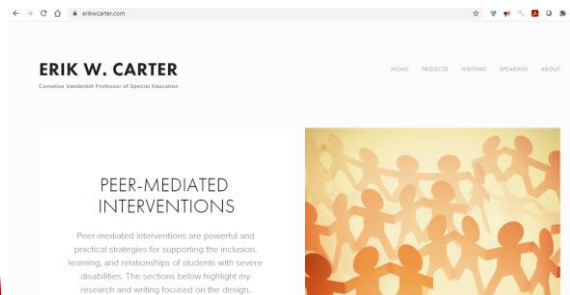 erikwcarter.com
ERIK W. CARTER
Cornelius Vanderbilt Professor of Special Education
HOME PROJECTS WRITING SPEAKING ABOUT
PEER-MEDIATED
INTERVENTIONS
Peer-mediated interventions are powerful and
practical strategies for supporting the inclusion,
learning, and relationships of students with severe
disabilities. The sections below highlight my
research and writing focused on the design,